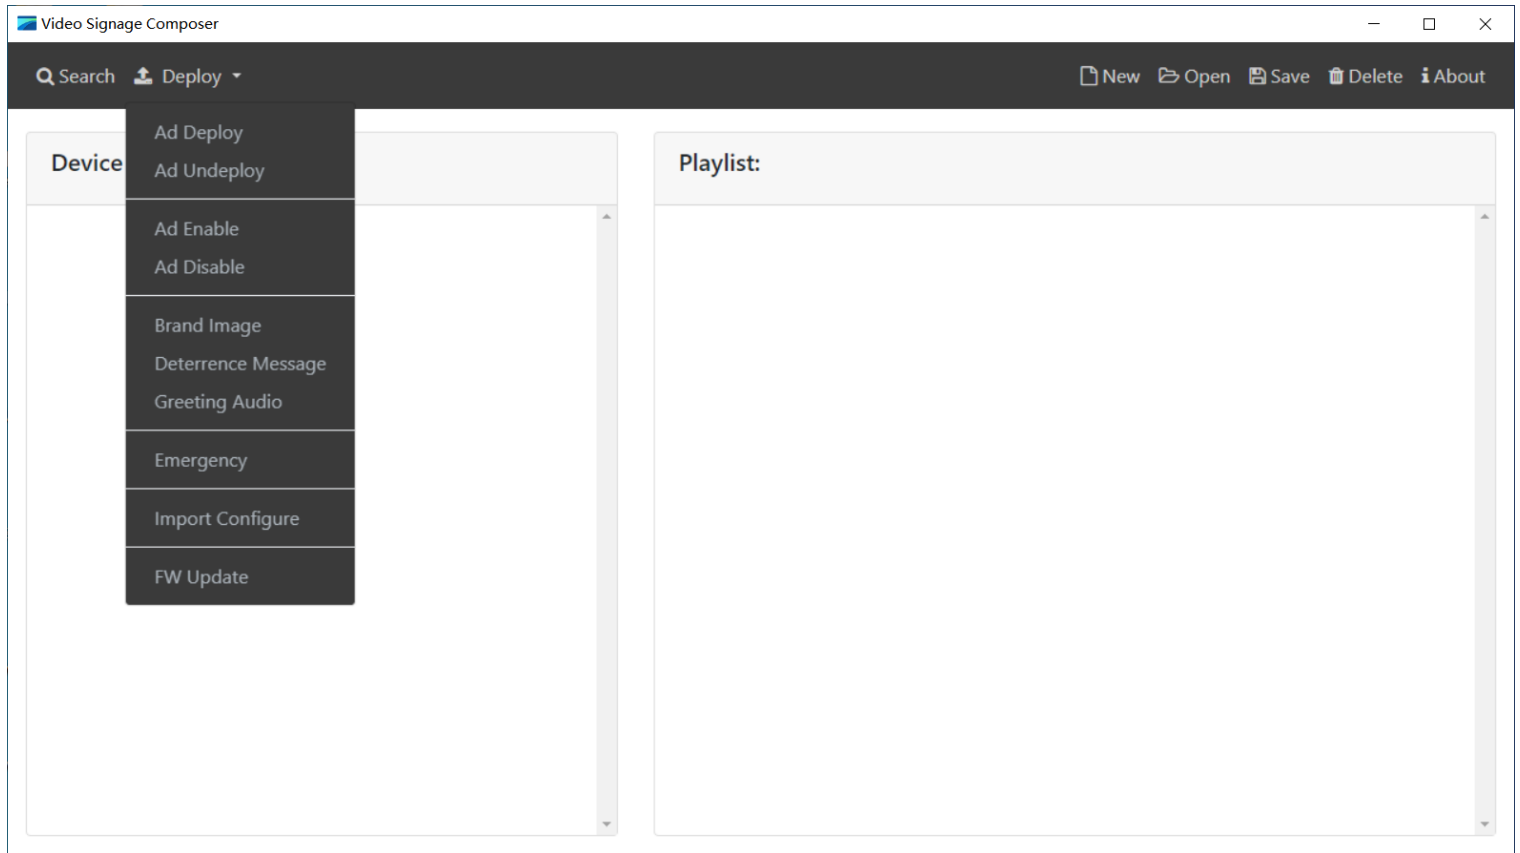 Video Signage Composer
Search Deploy New Open Save Delete About
Ad Deploy
Ad Undeploy
Ad Enable
Ad Disable
Brand Image
Deterrence Message
Greeting Audio
Emergency
Import Configure
FW Update
Device
Playlist: